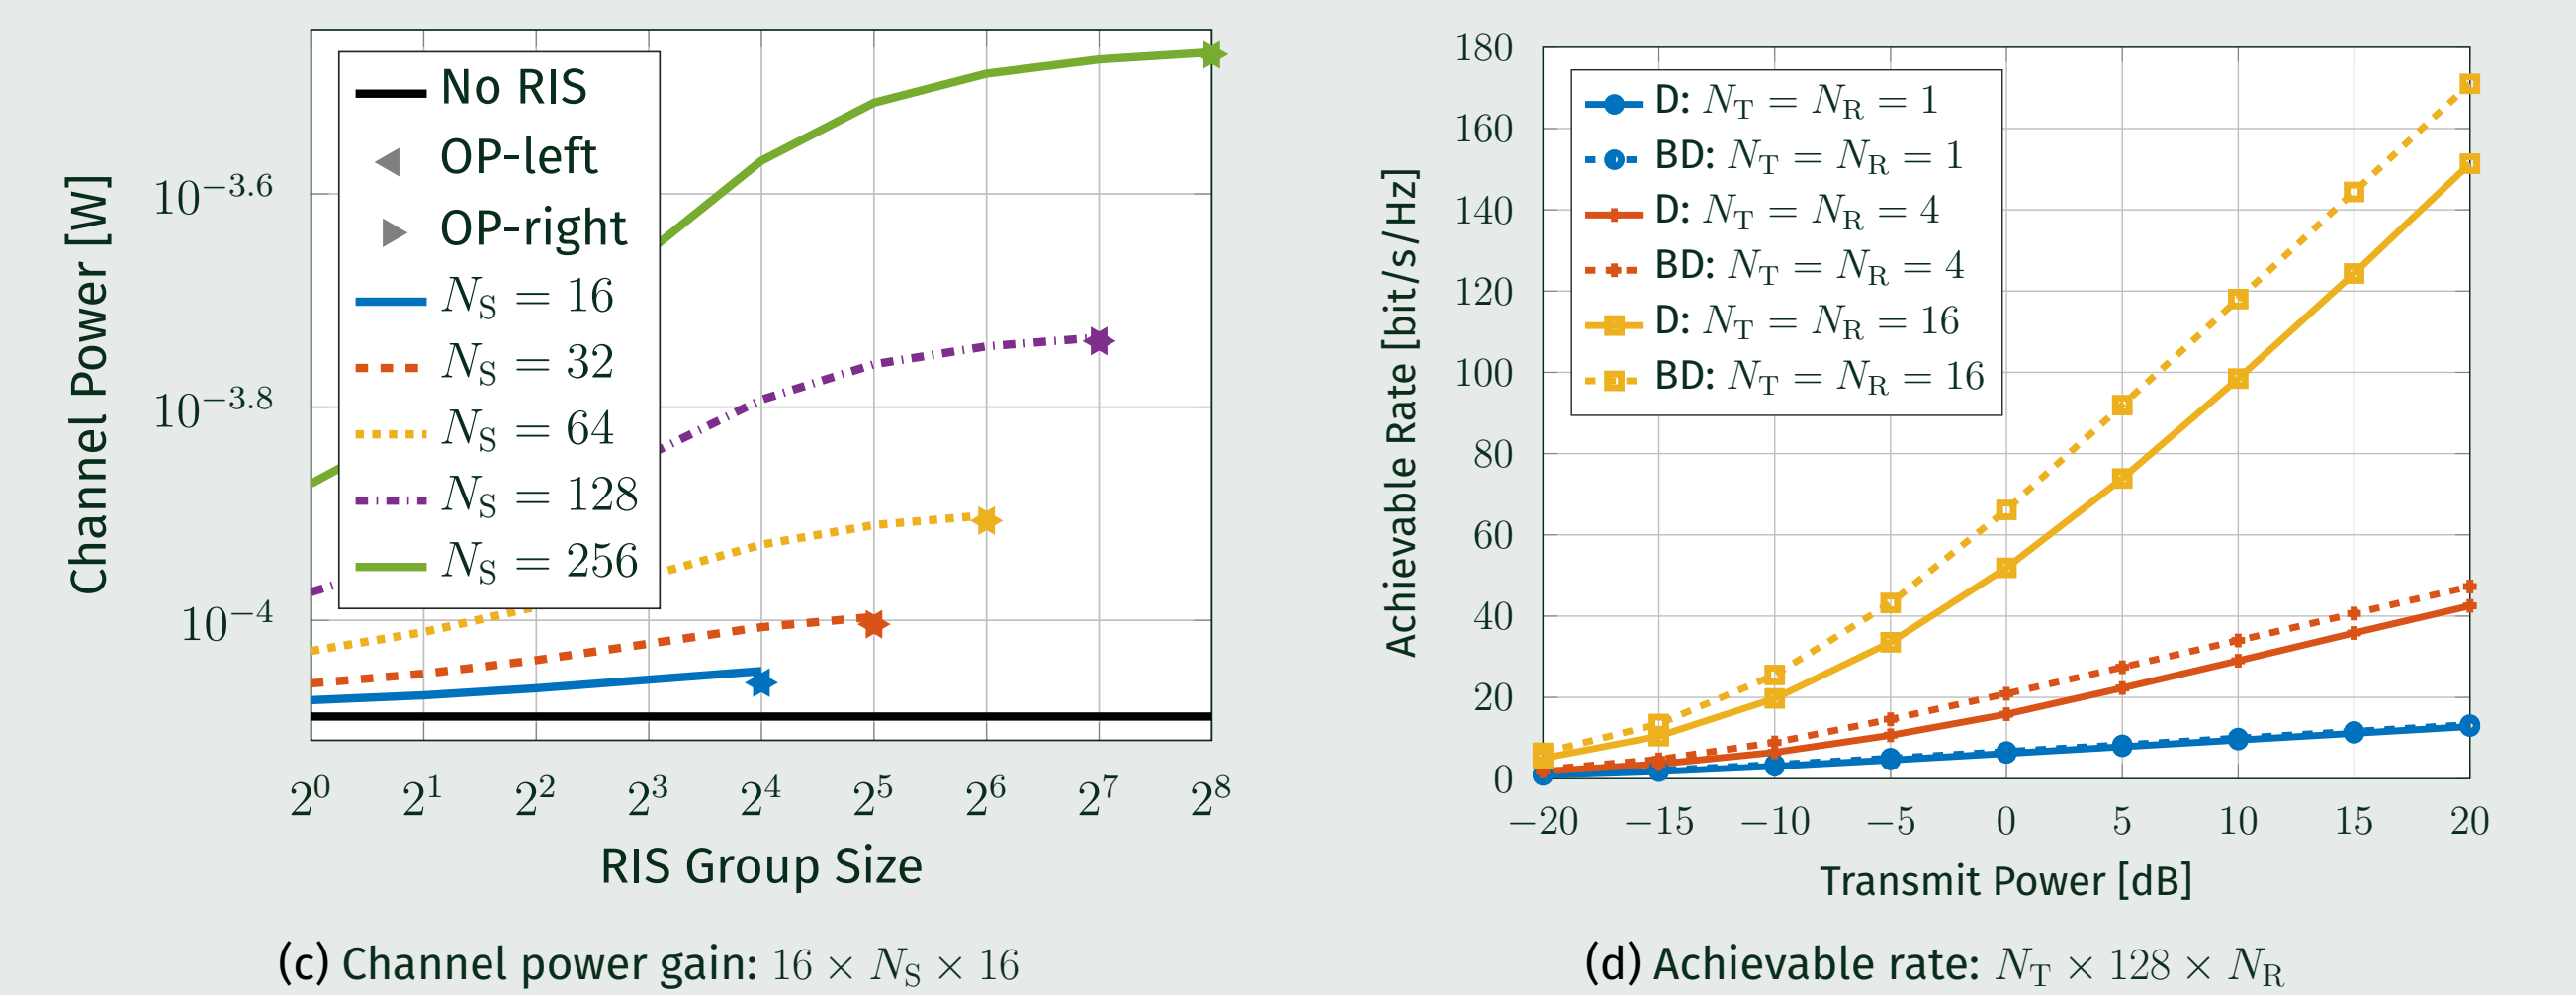 No RIS
OP-left
OP-right
N_S = 16
N_S = 32
N_S = 64
N_S = 128
N_S = 256
10^−3.6
10^−3.8
10^−4
Channel Power [W]
2^0 2^1 2^2 2^3 2^4 2^5 2^6 2^7 2^8
RIS Group Size
(c) Channel power gain: 16 × N_S × 16
D: N_T = N_R = 1
BD: N_T = N_R = 1
D: N_T = N_R = 4
BD: N_T = N_R = 4
D: N_T = N_R = 16
BD: N_T = N_R = 16
180
160
140
120
100
80
60
40
20
0
Achievable Rate [bit/s/Hz]
−20 −15 −10 −5 0 5 10 15 20
Transmit Power [dB]
(d) Achievable rate: N_T × 128 × N_R